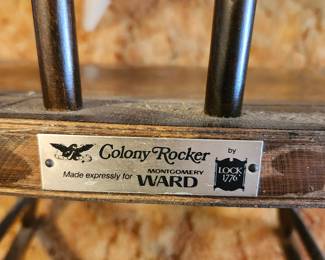 Colony Rocker by
Made expressly for MONTGOMERY WARD
LOCK
1776